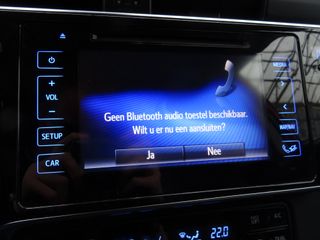 MEDIA
VOL
Geen Bluetooth audio toestel beschikbaar.
Wilt u er nu een aansluiten?
SETUP
MAP/NAVI
CAR
Ja Nee
22.0